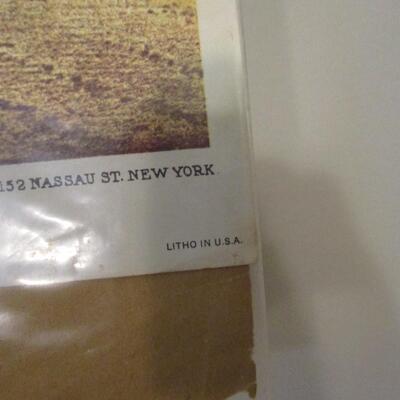 152 NASSAU ST. NEW YORK
LITHO IN U.S.A.